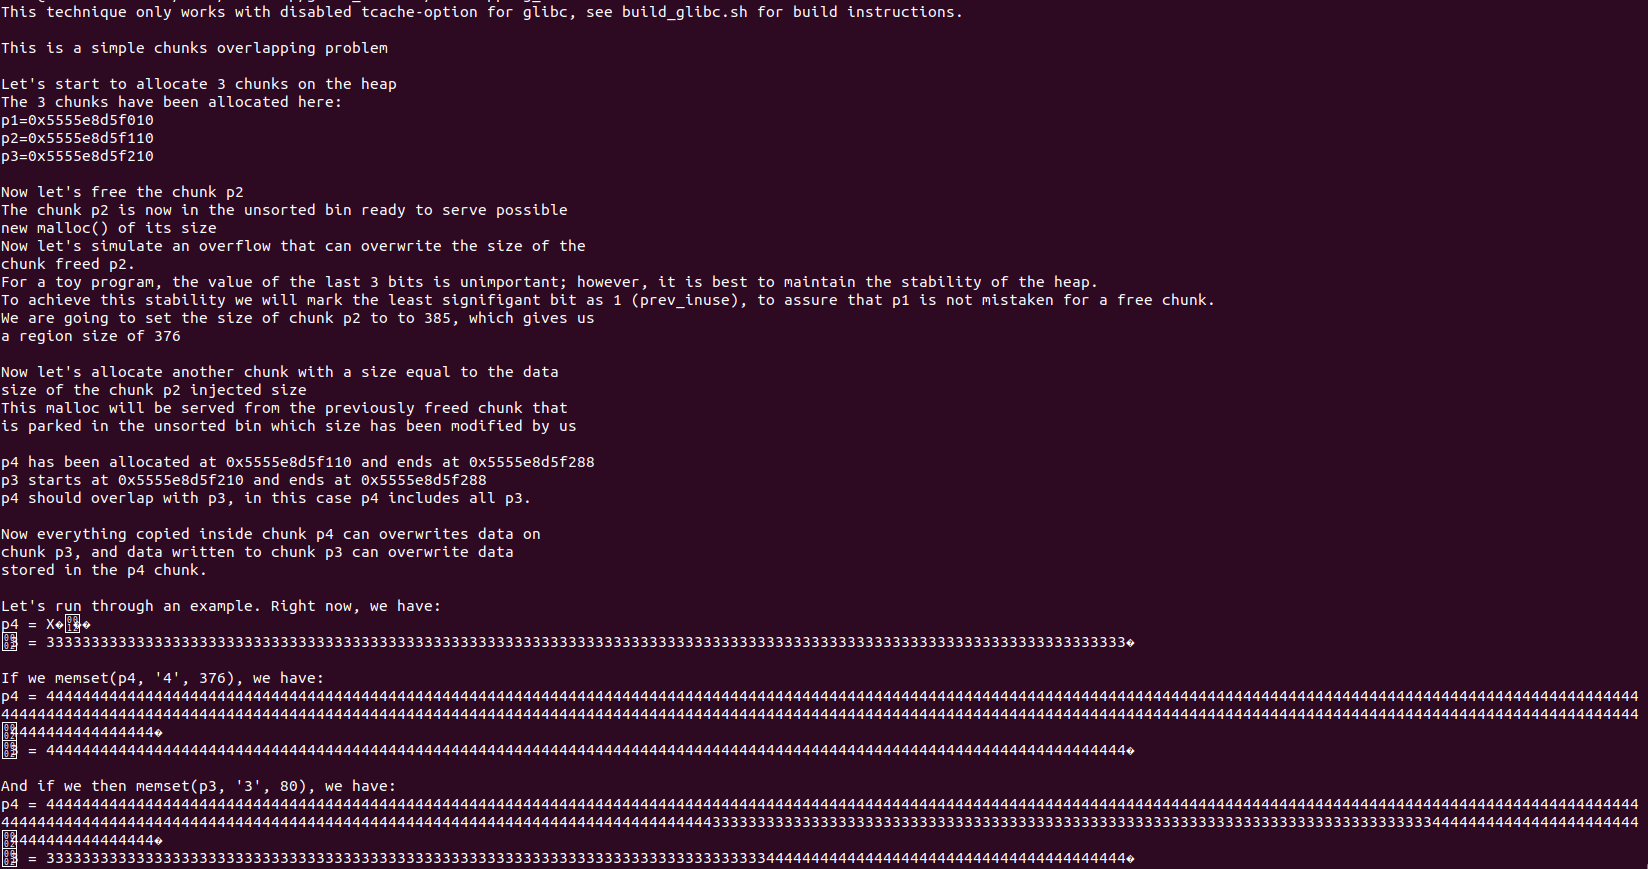 This technique only works with disabled tcache-option for glibc, see build_glibc.sh for build instructions.
This is a simple chunks overlapping problem
Let's start to allocate 3 chunks on the heap
The 3 chunks have been allocated here:
p1=0x5555e8d5f010
p2=0x5555e8d5f110
p3=0x5555e8d5f210
Now let's free the chunk p2
The chunk p2 is now in the unsorted bin ready to serve possible
new malloc() of its size
Now let's simulate an overflow that can overwrite the size of the
chunk freed p2.
For a toy program, the value of the last 3 bits is unimportant; however, it is best to maintain the stability of the heap.
To achieve this stability we will mark the least signifigant bit as 1 (prev_inuse), to assure that p1 is not mistaken for a free chunk.
We are going to set the size of chunk p2 to to 385, which gives us
a region size of 376
Now let's allocate another chunk with a size equal to the data
size of the chunk p2 injected size
This malloc will be served from the previously freed chunk that
is parked in the unsorted bin which size has been modified by us
p4 has been allocated at 0x5555e8d5f110 and ends at 0x5555e8d5f288
p3 starts at 0x5555e8d5f210 and ends at 0x5555e8d5f288
p4 should overlap with p3, in this case p4 includes all p3.
Now everything copied inside chunk p4 can overwrites data on
chunk p3, and data written to chunk p3 can overwrite data
stored in the p4 chunk.
Let's run through an example. Right now, we have:
p4 = X���
3 = 333333333333333333333333333333333333333333333333333333333333333333333333333333333333333333333333333333333333333333333333�
If we memset(p4, '4', 376), we have:
p4 = 444444444444444444444444444444444444444444444444444444444444444444444444444444444444444444444444444444444444444444444444444444444444444444444444444444444444444444444444444444444
44444444444444444444444444444444444444444444444444444444444444444444444444444444444444444444444444444444444444444444444444444444444444444444444444444444444444444444444444444444444444
44444444444444444�
3 = 444444444444444444444444444444444444444444444444444444444444444444444444444444444444444444444444444444444444444444444444�
And if we then memset(p3, '3', 80), we have:
p4 = 444444444444444444444444444444444444444444444444444444444444444444444444444444444444444444444444444444444444444444444444444444444444444444444444444444444444444444444444444444444
44444444444444444444444444444444444444444444444444444444444444444444444444444443333333333333333333333333333333333333333333333333333333333333333333333333333333344444444444444444444444
44444444444444444�
3 = 333333333333333333333333333333333333333333333333333333333333333333333333333333334444444444444444444444444444444444444444�